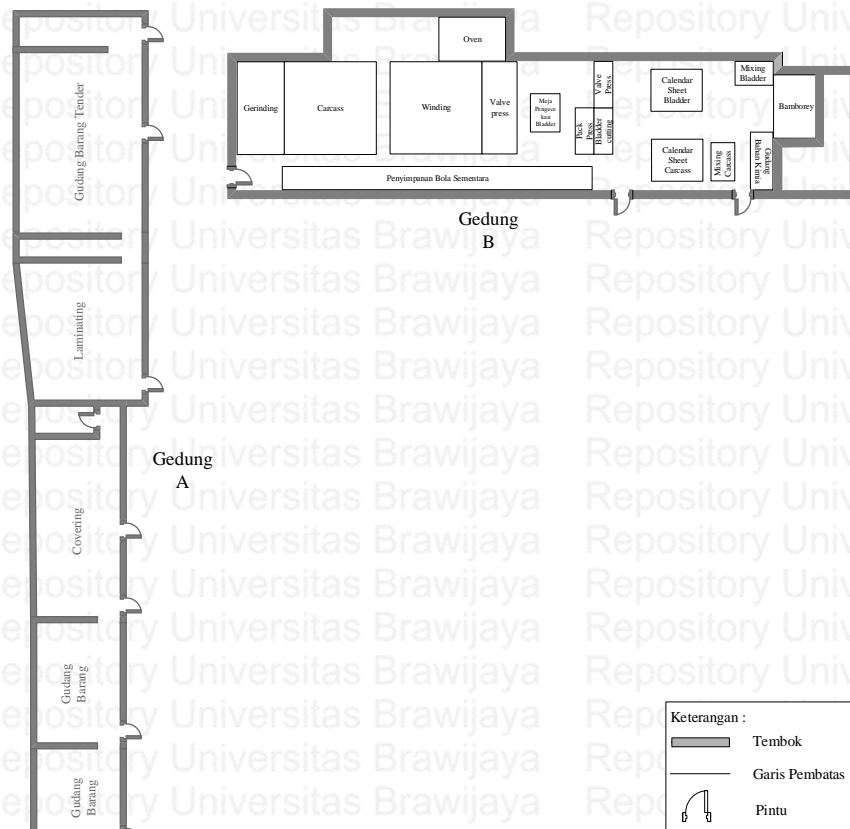 Gudang Barang Tender
Laminating
Covering
Gudang
Barang
Gudang
Barang
Gedung
A
Oven
Gerinding
Carcass
Winding
Valve
press
Meja
Pengece
kan
Bladder
Valve
Press
Pack
Press
Bladder
cutting
Calendar
Sheet
Bladder
Calendar
Sheet
Carcass
Mixing
Bladder
Mixing
Carcass
Gudang
Bahan Kimia
Bamborey
Penyimpanan Bola Sementara
Gedung
B
Keterangan :
Tembok
Garis Pembatas
Pintu
Repository Universitas Brawijaya